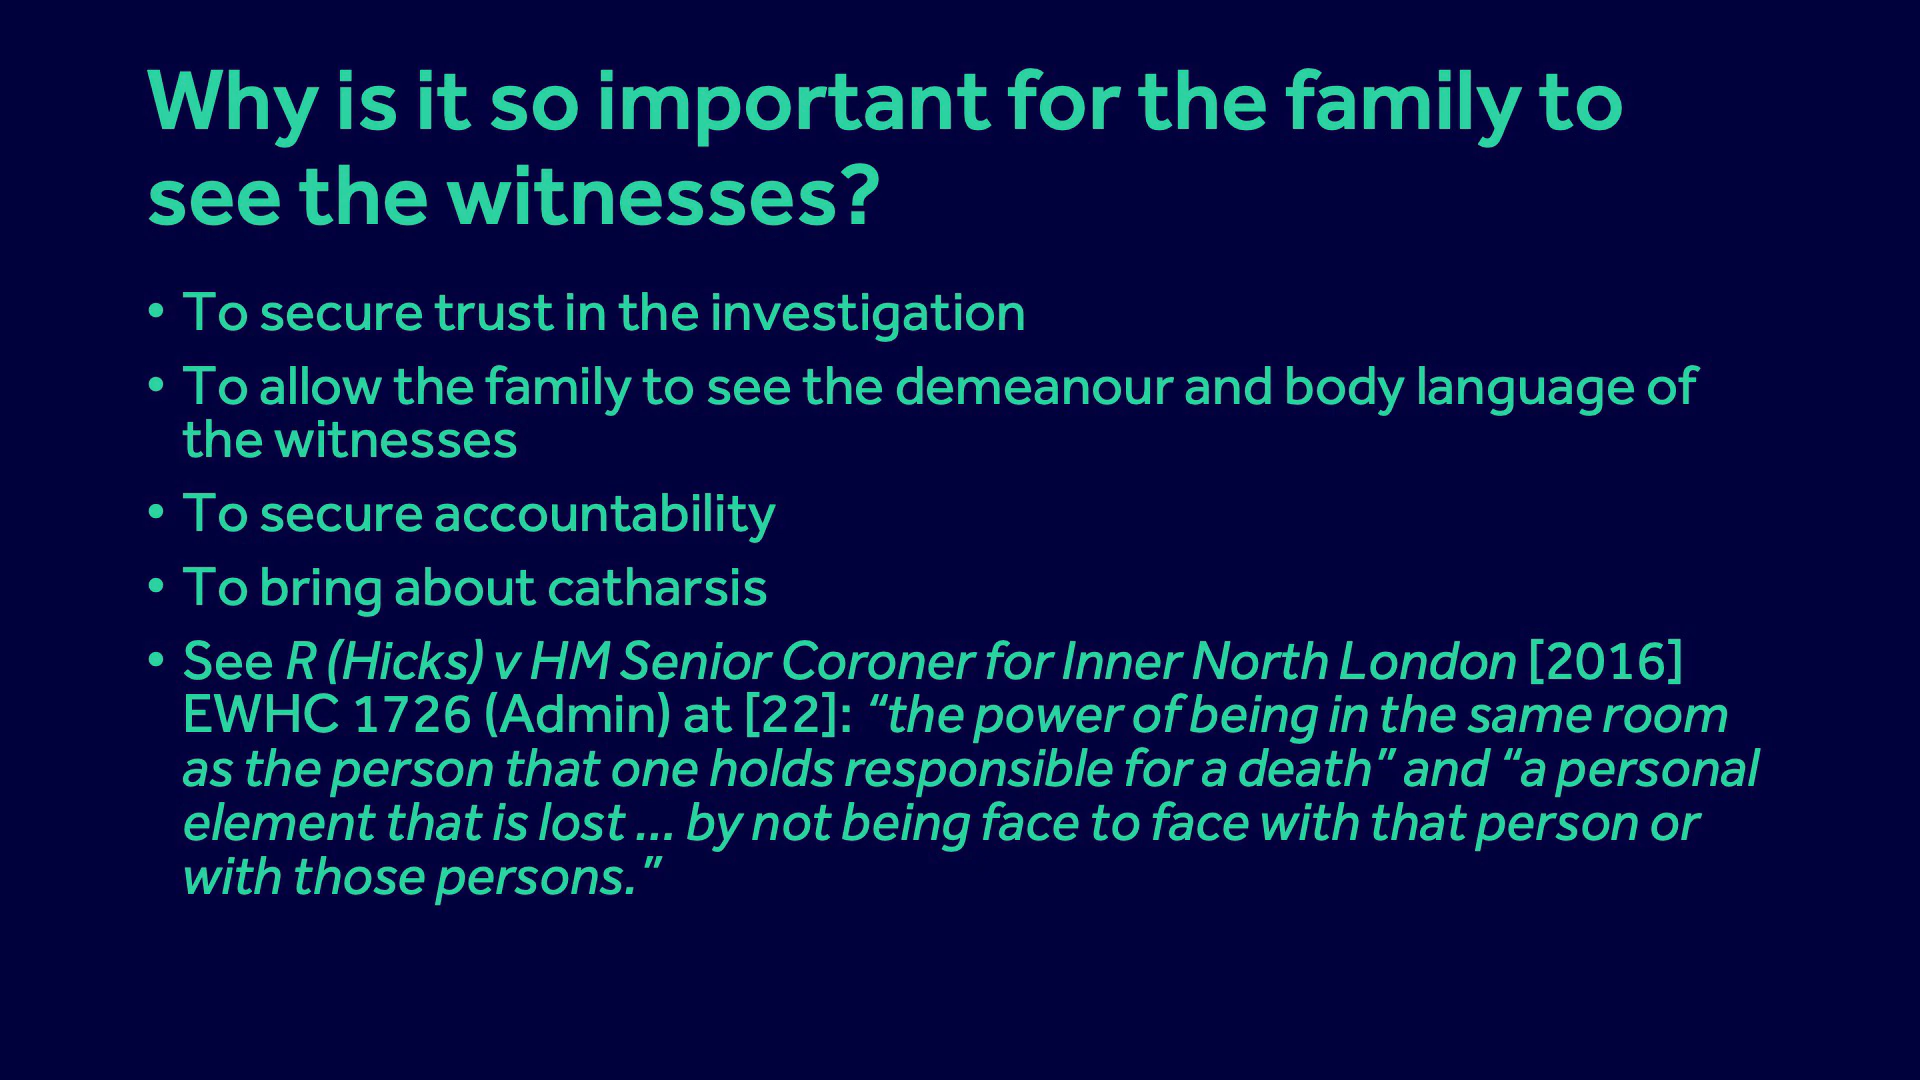 Why is it so important for the family to
see the witnesses?
• To secure trust in the investigation
• To allow the family to see the demeanour and body language of
the witnesses
• To secure accountability
• To bring about catharsis
• See R (Hicks) v HM Senior Coroner for Inner North London [2016]
EWHC 1726 (Admin) at [22]: “the power of being in the same room
as the person that one holds responsible for a death” and “a personal
element that is lost ... by not being face to face with that person or
with those persons.”